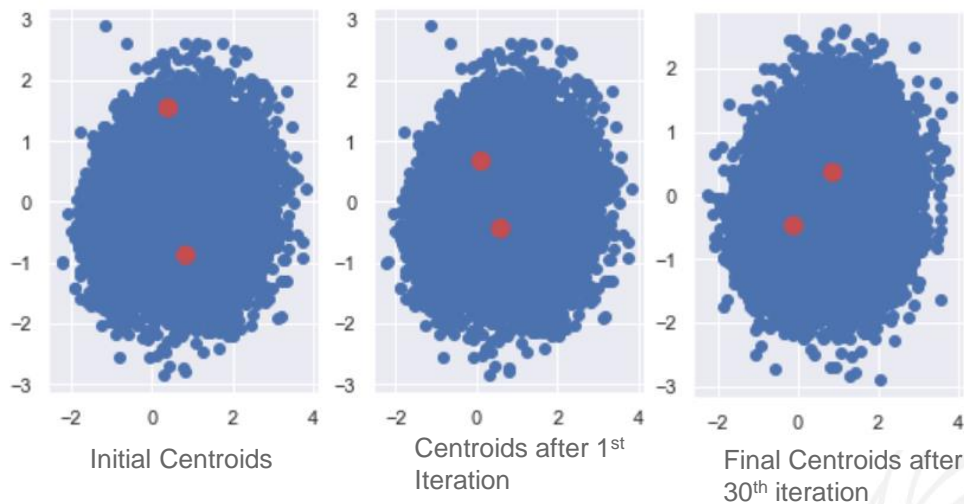 3
2
1
0
−1
−2
−3
−2 0 2 4
3
2
1
0
−1
−2
−3
−2 0 2 4
2
1
0
−1
−2
−3
−2 0 2 4
Initial Centroids
Centroids after 1st
Iteration
Final Centroids after
30th iteration